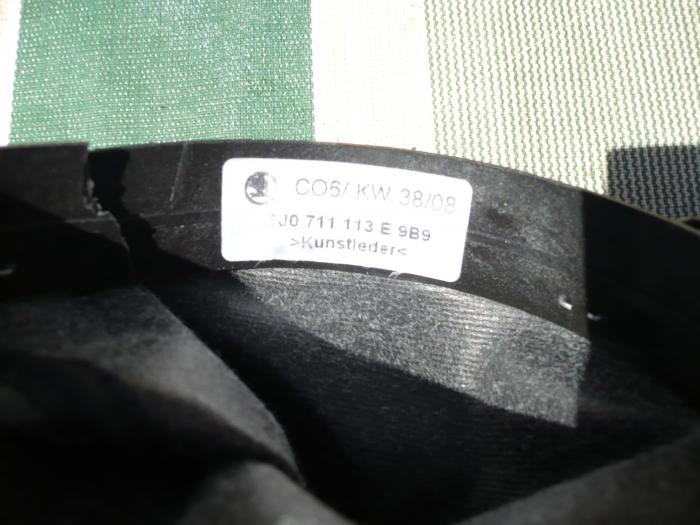 CO6/ KW 38/08
J0 711 113 E 9B9
>Kunstleder<